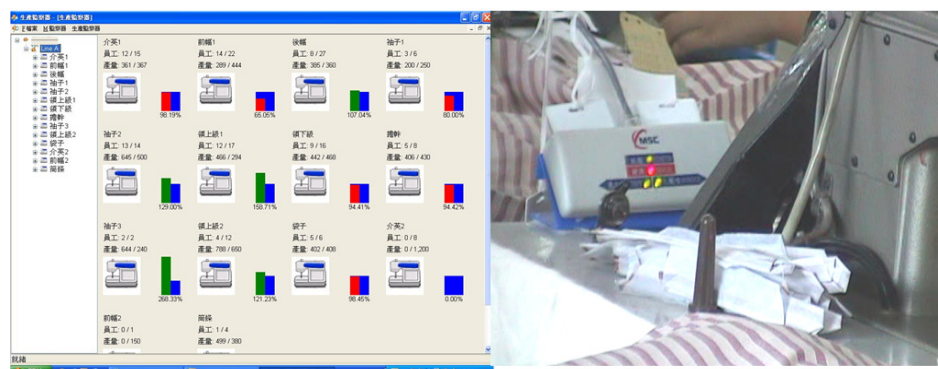 生產監察器 - [生產監察器]
檔案 監察器 生產監察器
Line A
介英1
前幅1
後幅
袖子1
袖子2
領上級1
領下級
袖子3
領上級2
袋子
介英2
前幅2
介英1
員工: 12 / 15
產量: 361 / 367
98.19%
前幅1
員工: 14 / 22
產量: 289 / 444
65.05%
後幅
員工: 8 / 27
產量: 385 / 360
107.04%
袖子1
員工: 3 / 6
產量: 200 / 250
80.00%
袖子2
員工: 13 / 14
產量: 645 / 500
129.00%
領上級1
員工: 12 / 17
產量: 466 / 294
158.71%
領下級
員工: 9 / 16
產量: 442 / 468
94.41%
員工: 5 / 8
產量: 406 / 430
94.42%
袖子3
員工: 2 / 2
產量: 644 / 240
268.33%
領上級2
員工: 4 / 12
產量: 788 / 650
121.23%
袋子
員工: 5 / 6
產量: 402 / 408
98.45%
介英2
員工: 0 / 8
產量: 0 / 1,200
0.00%
前幅2
員工: 0 / 1
產量: 0 / 150
員工: 1 / 4
產量: 499 / 380
就緒
MSC